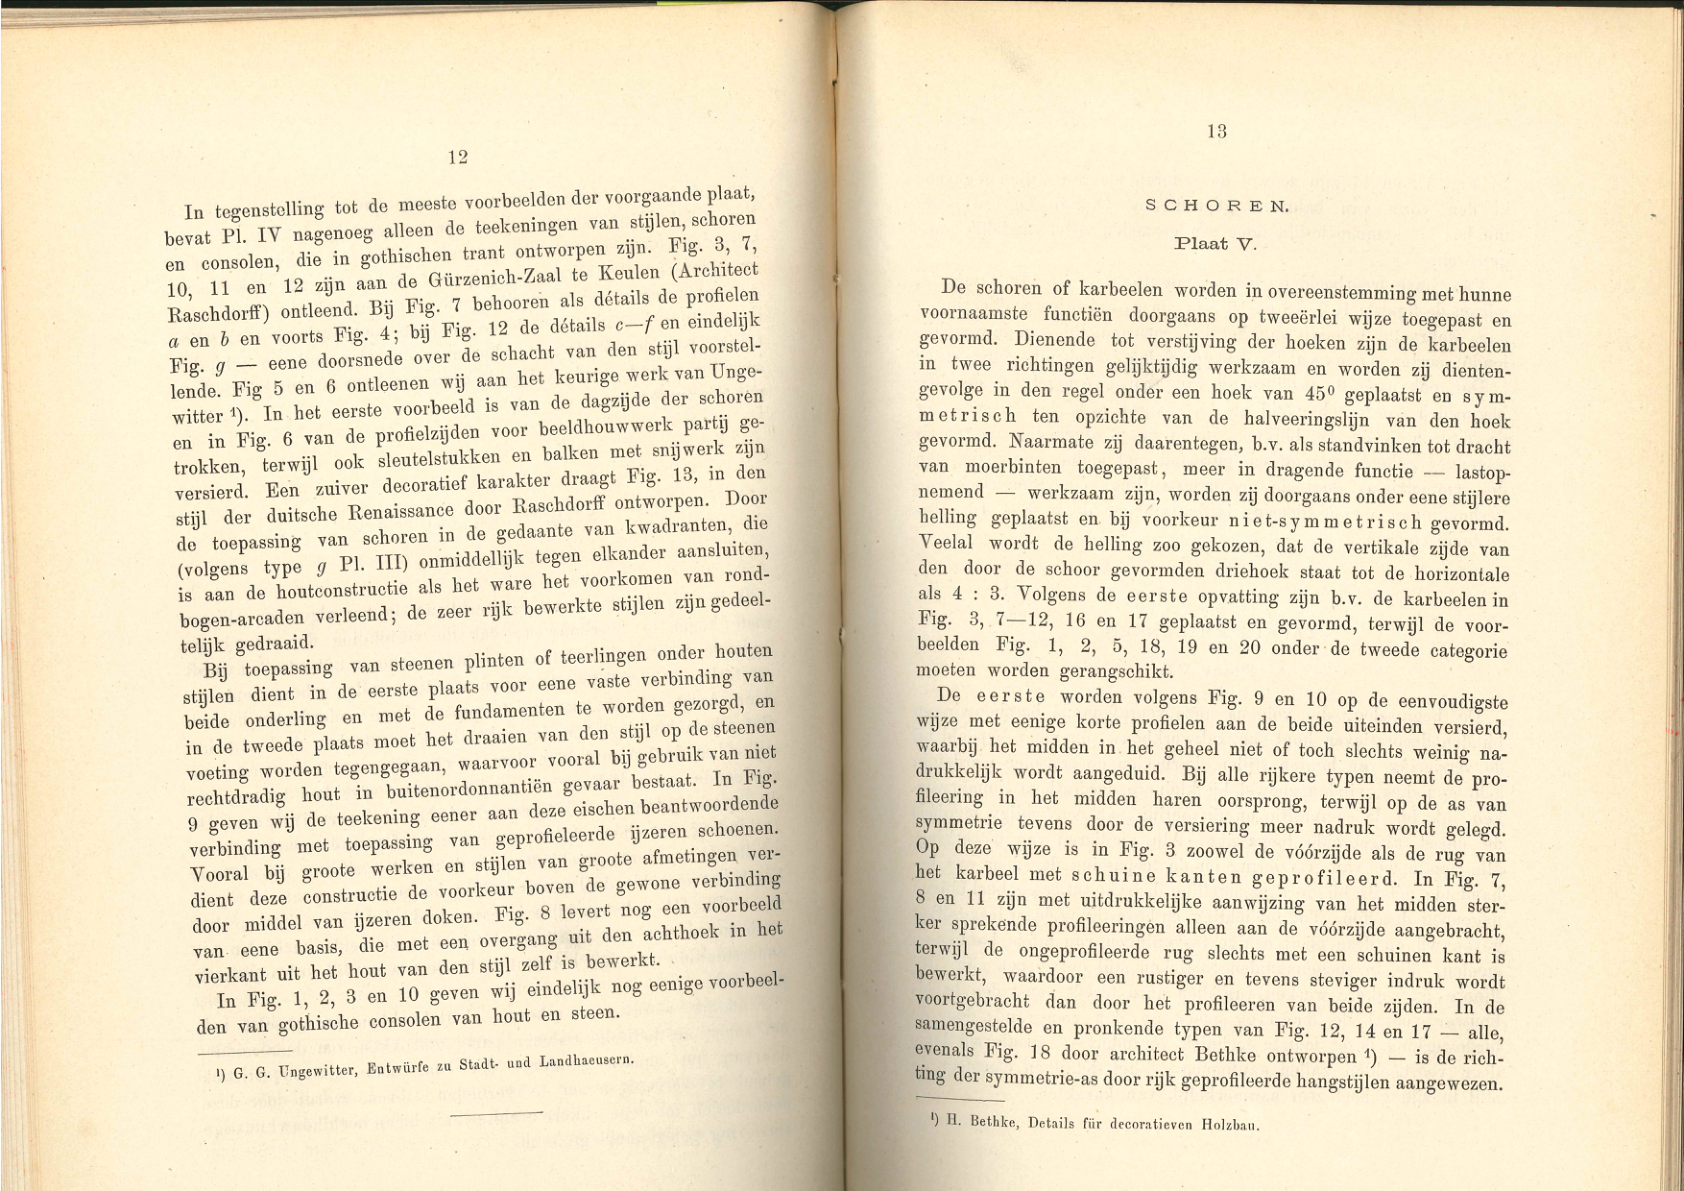 12
In tegenstelling tot de meeste voorbeelden der voorgaande plaat,
bevat Pl. IV nagenoeg alleen de teekeningen van stijlen, schoren
en consolen, die in gothischen trant ontworpen zijn. Fig. 3, 7,
10, 11 en 12 zijn aan de Gürzenich-Zaal te Keulen (Architect
Raschdorff) ontleend. Bij Fig. 7 behooren als détails de profielen
a en b en voorts Fig. 4; bij Fig. 12 de détails c—f en eindelijk
Fig. g — eene doorsnede over de schacht van den stijl voorstel-
lende. Fig 5 en 6 ontleenen wij aan het keurige werk van Unge-
witter ¹). In het eerste voorbeeld is van de dagzijde der schoren
en in Fig. 6 van de profielzijden voor beeldhouwwerk partij ge-
trokken, terwijl ook sleutelstukken en balken met snijwerk zijn
versierd. Een zuiver decoratief karakter draagt Fig. 13, in den
stijl der duitsche Renaissance door Raschdorff ontworpen. Door
de toepassing van schoren in de gedaante van kwadranten, die
(volgens type g Pl. III) onmiddellijk tegen elkander aansluiten,
is aan de houtconstructie als het ware het voorkomen van rond-
bogen-arcaden verleend; de zeer rijk bewerkte stijlen zijn gedeel-
telijk gedraaid.
Bij toepassing van steenen plinten of teerlingen onder houten
stijlen dient in de eerste plaats voor eene vaste verbinding van
beide onderling en met de fundamenten te worden gezorgd, en
in de tweede plaats moet het draaien van den stijl op de steenen
voeting worden tegengegaan, waarvoor vooral bij gebruik van niet
rechtdradig hout in buitenordonnantiën gevaar bestaat. In Fig.
9 geven wij de teekening eener aan deze eischen beantwoordende
verbinding met toepassing van geprofieleerde ijzeren schoenen.
Vooral bij groote werken en stijlen van groote afmetingen ver-
dient deze constructie de voorkeur boven de gewone verbinding
door middel van ijzeren doken. Fig. 8 levert nog een voorbeeld
van eene basis, die met een overgang uit den achthoek in het
vierkant uit het hout van den stijl zelf is bewerkt.
In Fig. 1, 2, 3 en 10 geven wij eindelijk nog eenige voorbeel-
den van gothische consolen van hout en steen.
¹) G. G. Ungewitter, Entwürfe zu Stadt- und Landhaeusern.
13
SCHOREN.
Plaat V.
De schoren of karbeelen worden in overeenstemming met hunne
voornaamste functiën doorgaans op tweeërlei wijze toegepast en
gevormd. Dienende tot verstijving der hoeken zijn de karbeelen
in twee richtingen gelijktijdig werkzaam en worden zij dienten-
gevolge in den regel onder een hoek van 45⁰ geplaatst en sym-
metrisch ten opzichte van de halveeringslijn van den hoek
gevormd. Naarmate zij daarentegen, b.v. als standvinken tot dracht
van moerbinten toegepast, meer in dragende functie — lastop-
nemend — werkzaam zijn, worden zij doorgaans onder eene stijlere
helling geplaatst en bij voorkeur niet-symmetrisch gevormd.
Veelal wordt de helling zoo gekozen, dat de vertikale zijde van
den door de schoor gevormden driehoek staat tot de horizontale
als 4 : 3. Volgens de eerste opvatting zijn b.v. de karbeelen in
Fig. 3, 7—12, 16 en 17 geplaatst en gevormd, terwijl de voor-
beelden Fig. 1, 2, 5, 18, 19 en 20 onder de tweede categorie
moeten worden gerangschikt.
De eerste worden volgens Fig. 9 en 10 op de eenvoudigste
wijze met eenige korte profielen aan de beide uiteinden versierd,
waarbij het midden in het geheel niet of toch slechts weinig na-
drukkelijk wordt aangeduid. Bij alle rijkere typen neemt de pro-
fileering in het midden haren oorsprong, terwijl op de as van
symmetrie tevens door de versiering meer nadruk wordt gelegd.
Op deze wijze is in Fig. 3 zoowel de vóórzijde als de rug van
het karbeel met schuine kanten geprofileerd. In Fig. 7,
8 en 11 zijn met uitdrukkelijke aanwijzing van het midden ster-
ker sprekende profileeringen alleen aan de vóórzijde aangebracht,
terwijl de ongeprofileerde rug slechts met een schuinen kant is
bewerkt, waardoor een rustiger en tevens steviger indruk wordt
voortgebracht dan door het profileeren van beide zijden. In de
samengestelde en pronkende typen van Fig. 12, 14 en 17 — alle,
evenals Fig. 18 door architect Bethke ontworpen ¹) — is de rich-
ting der symmetrie-as door rijk geprofileerde hangstijlen aangewezen.
¹) H. Bethke, Details für decoratieven Holzbau.